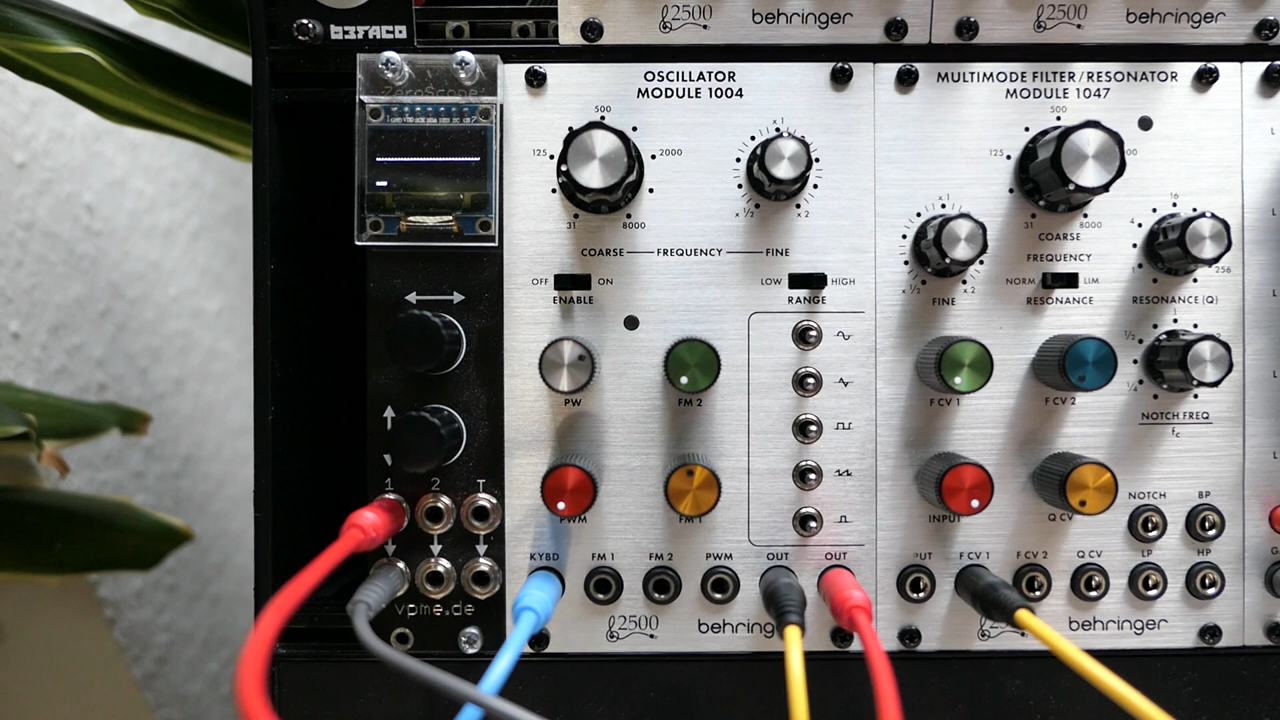 BEFACO
2500 behringer
2500 behringer
ZeroScope
OSCILLATOR
MODULE 1004
500
125
2000
31
8000
x 1
x ½
x 2
COARSE FREQUENCY FINE
OFF
ON
ENABLE
LOW
HIGH
RANGE
PW
FM 2
PWM
FM 1
KYBD
FM 1
FM 2
PWM
OUT
OUT
2500
1
2
T
vpme.de
MULTIMODE FILTER/RESONATOR
MODULE 1047
500
125
31
8000
COARSE
FREQUENCY
x 1
x ½
x 2
FINE
NORM
LIM
RESONANCE
16
4
1
256
RESONANCE (Q)
F CV 1
F CV 2
1
½
2
¼
NOTCH FREQ
fc
INPUT
Q CV
NOTCH
BP
F CV 1
F CV 2
Q CV
LP
HP
behringer